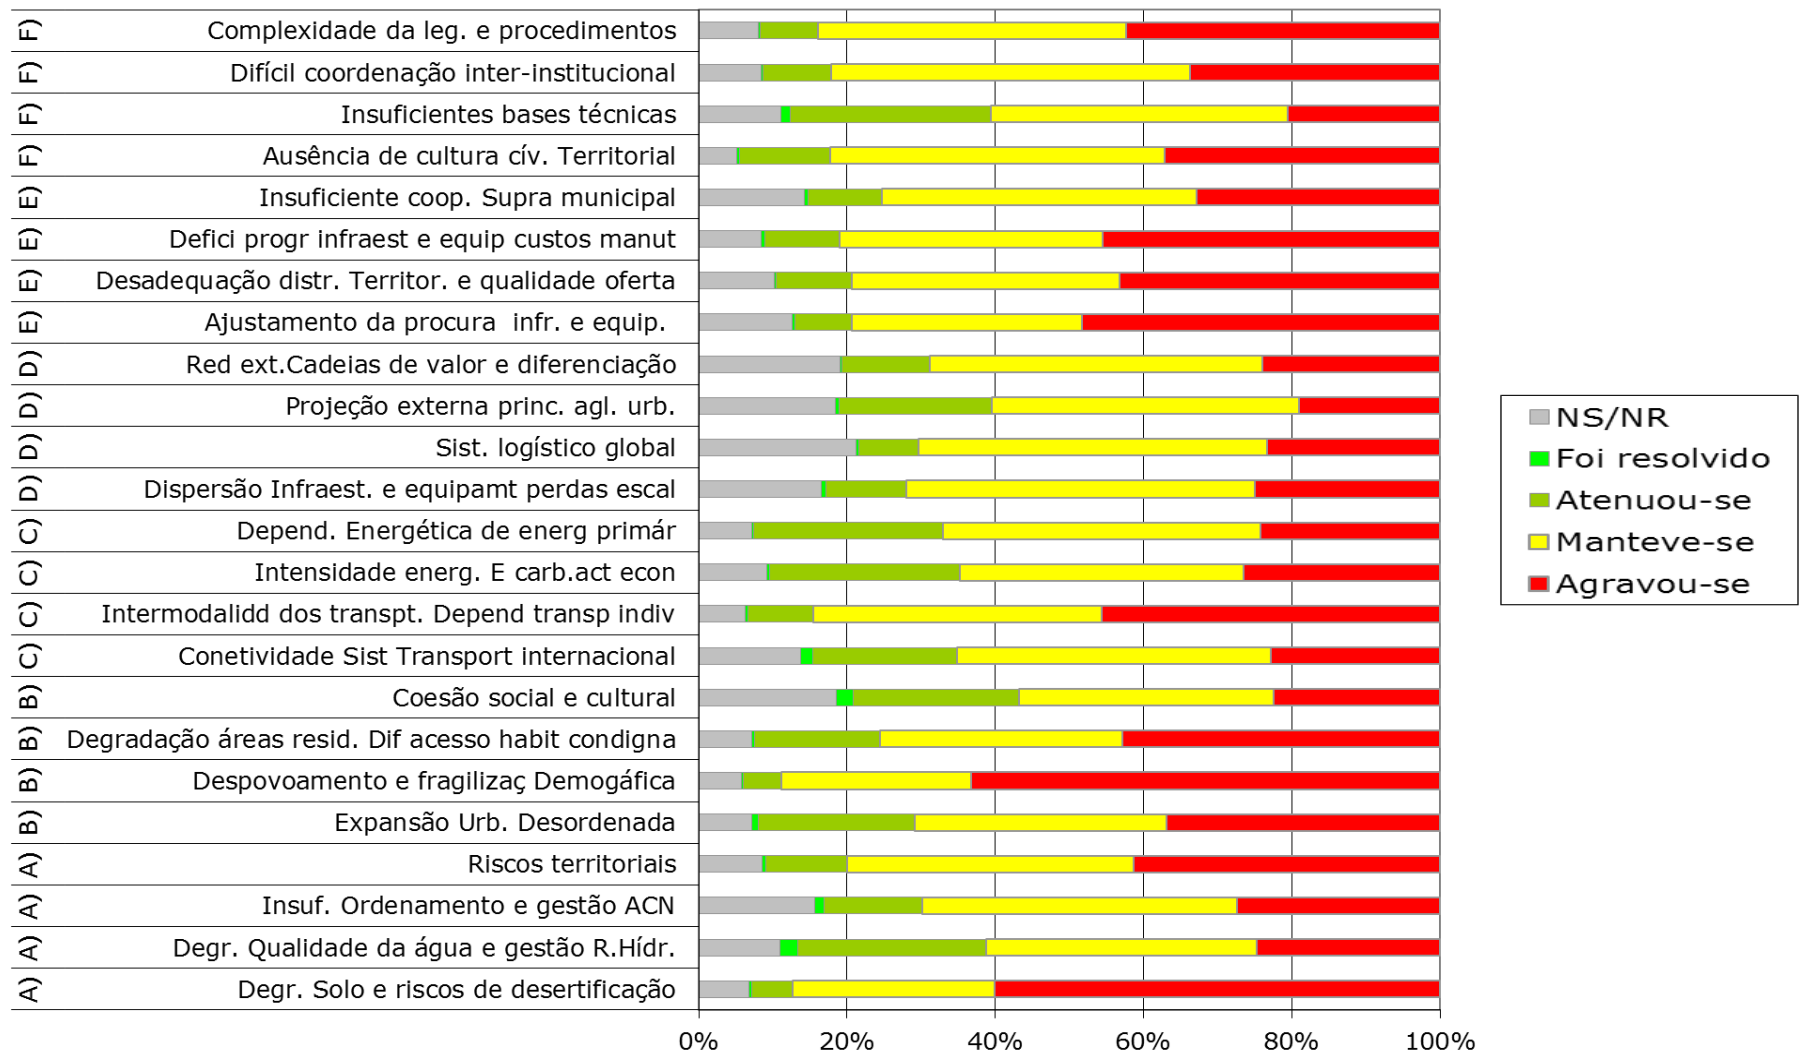 F) Complexidade da leg. e procedimentos
F) Difícil coordenação inter-institucional
F) Insuficientes bases técnicas
F) Ausência de cultura cív. Territorial
E) Insuficiente coop. Supra municipal
E) Defici progr infraest e equip custos manut
E) Desadequação distr. Territor. e qualidade oferta
E) Ajustamento da procura infr. e equip.
D) Red ext.Cadeias de valor e diferenciação
D) Projeção externa princ. agl. urb.
D) Sist. logístico global
D) Dispersão Infraest. e equipamt perdas escal
C) Depend. Energética de energ primár
C) Intensidade energ. E carb.act econ
C) Intermodalidd dos transpt. Depend transp indiv
C) Conetividade Sist Transport internacional
B) Coesão social e cultural
B) Degradação áreas resid. Dif acesso habit condigna
B) Despovoamento e fragilizaç Demogáfica
B) Expansão Urb. Desordenada
A) Riscos territoriais
A) Insuf. Ordenamento e gestão ACN
A) Degr. Qualidade da água e gestão R.Hídr.
A) Degr. Solo e riscos de desertificação
0% 20% 40% 60% 80% 100%
NS/NR
Foi resolvido
Atenuou-se
Manteve-se
Agravou-se